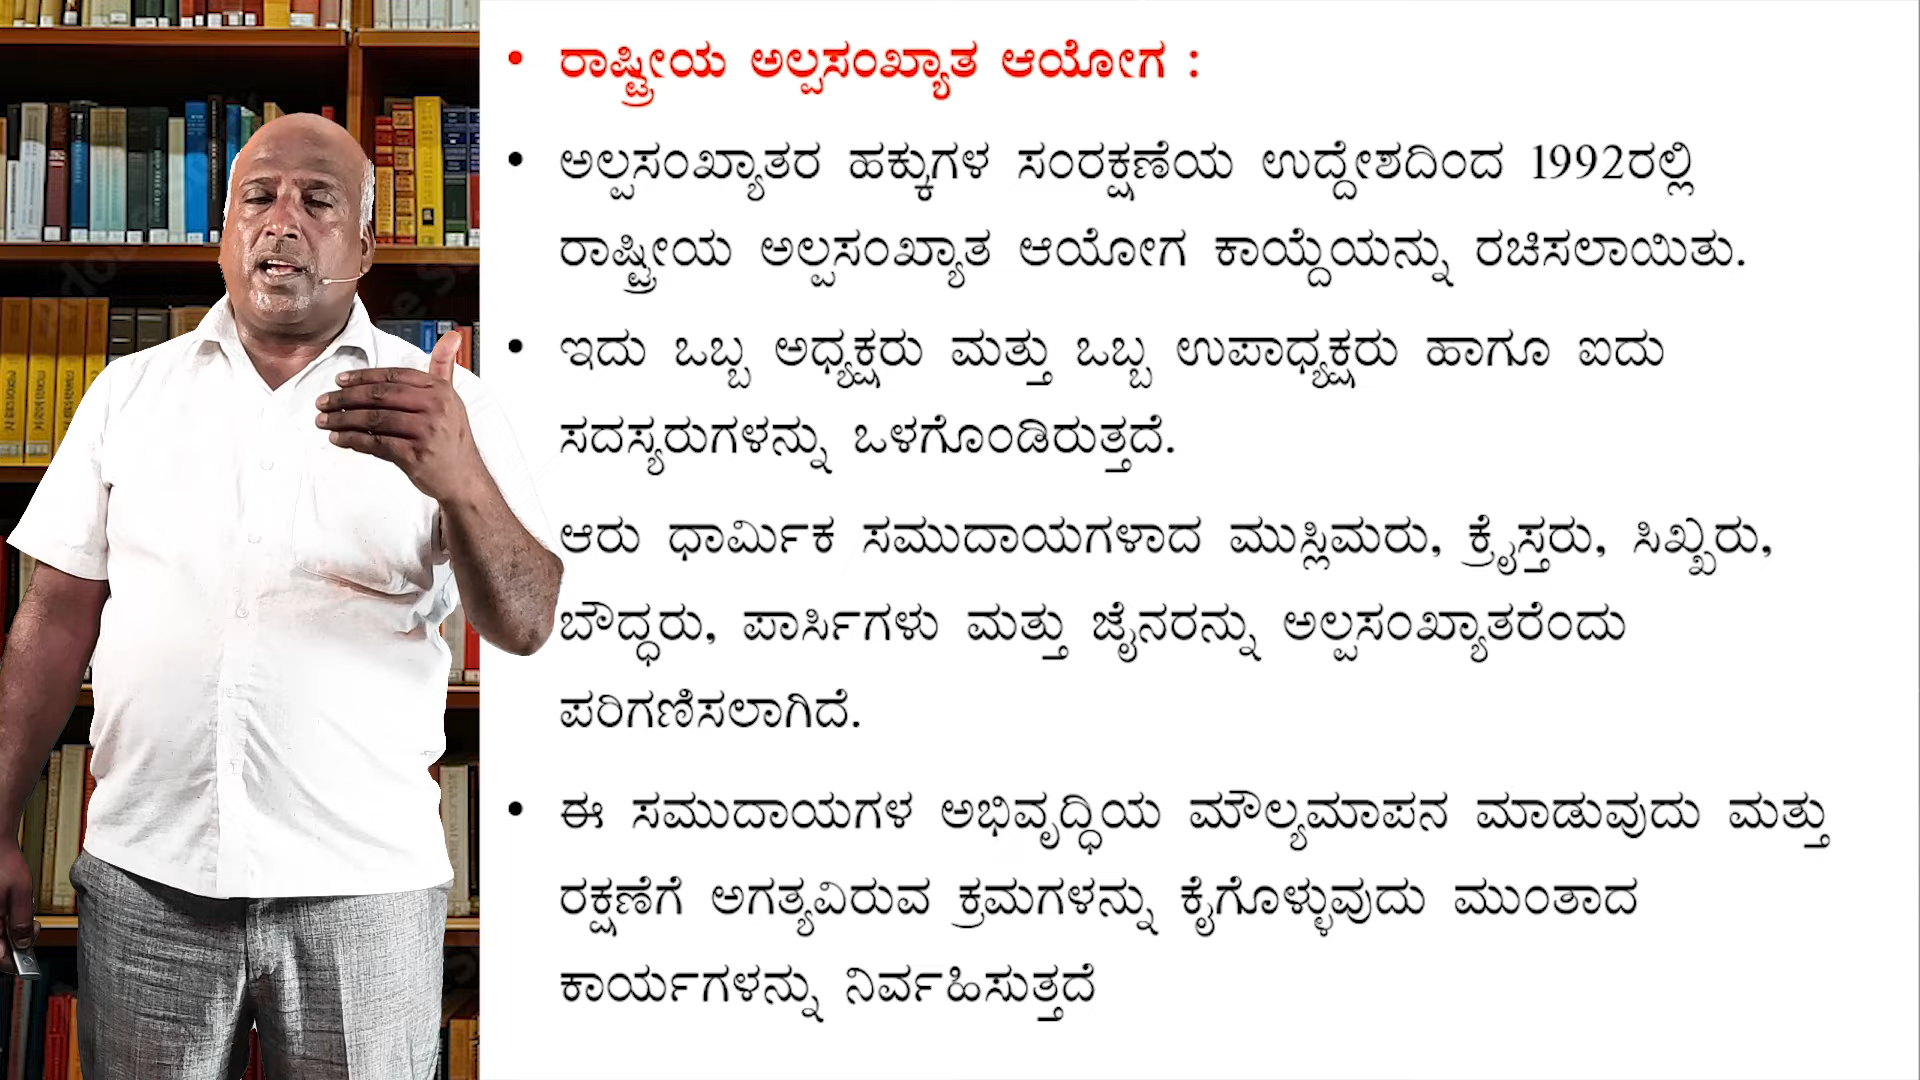 • ರಾಷ್ಟ್ರೀಯ ಅಲ್ಪಸಂಖ್ಯಾತ ಆಯೋಗ :
• ಅಲ್ಪಸಂಖ್ಯಾತರ ಹಕ್ಕುಗಳ ಸಂರಕ್ಷಣೆಯ ಉದ್ದೇಶದಿಂದ 1992ರಲ್ಲಿ
ರಾಷ್ಟ್ರೀಯ ಅಲ್ಪಸಂಖ್ಯಾತ ಆಯೋಗ ಕಾಯ್ದೆಯನ್ನು ರಚಿಸಲಾಯಿತು.
• ಇದು ಒಬ್ಬ ಅಧ್ಯಕ್ಷರು ಮತ್ತು ಒಬ್ಬ ಉಪಾಧ್ಯಕ್ಷರು ಹಾಗೂ ಐದು
ಸದಸ್ಯರುಗಳನ್ನು ಒಳಗೊಂಡಿರುತ್ತದೆ.
ಆರು ಧಾರ್ಮಿಕ ಸಮುದಾಯಗಳಾದ ಮುಸ್ಲಿಮರು, ಕ್ರೈಸ್ತರು, ಸಿಖ್ಖರು,
ಬೌದ್ಧರು, ಪಾರ್ಸಿಗಳು ಮತ್ತು ಜೈನರನ್ನು ಅಲ್ಪಸಂಖ್ಯಾತರೆಂದು
ಪರಿಗಣಿಸಲಾಗಿದೆ.
• ಈ ಸಮುದಾಯಗಳ ಅಭಿವೃದ್ಧಿಯ ಮೌಲ್ಯಮಾಪನ ಮಾಡುವುದು ಮತ್ತು
ರಕ್ಷಣೆಗೆ ಅಗತ್ಯವಿರುವ ಕ್ರಮಗಳನ್ನು ಕೈಗೊಳ್ಳುವುದು ಮುಂತಾದ
ಕಾರ್ಯಗಳನ್ನು ನಿರ್ವಹಿಸುತ್ತದೆ